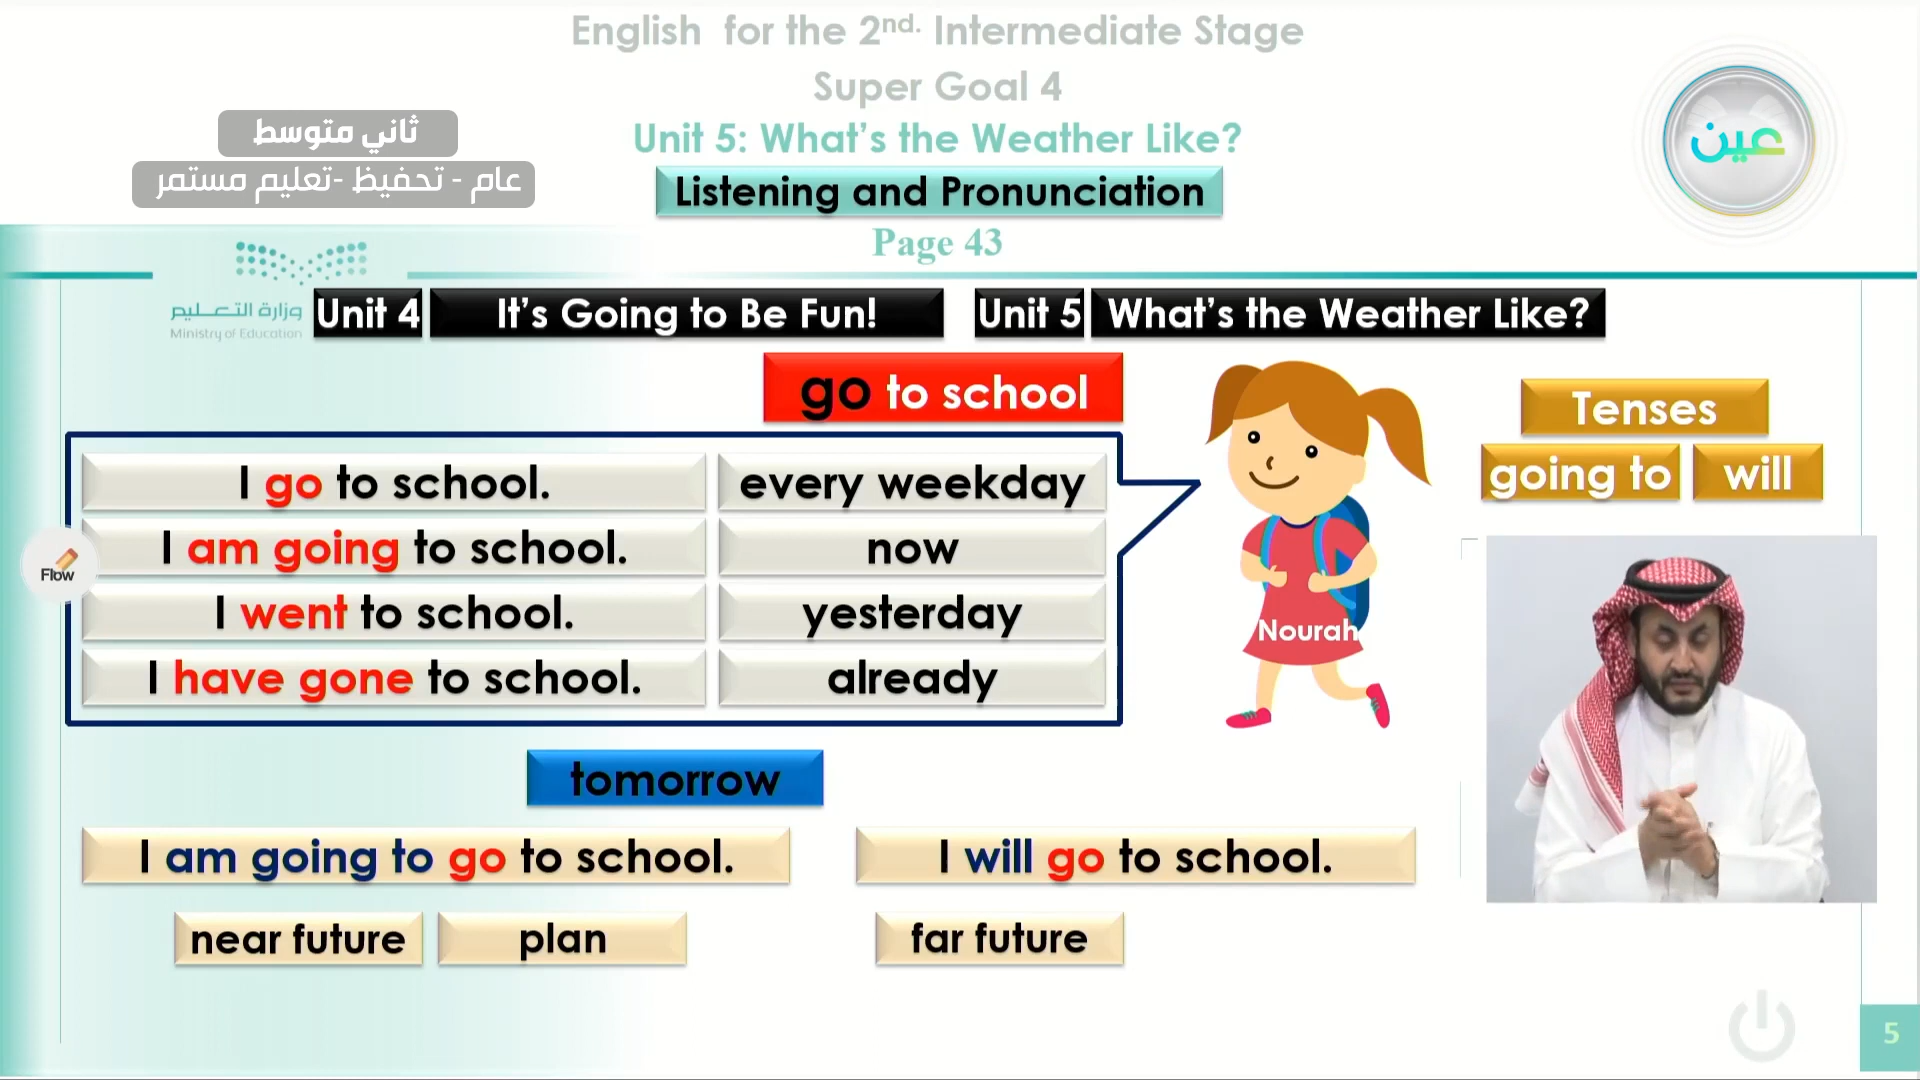 English for the 2nd. Intermediate Stage
Super Goal 4
ثاني متوسط
Unit 5: What's the Weather Like?
عام - تحفيظ -تعليم مستمر
Listening and Pronunciation
عين
Page 43
وزارة التعليم
Ministry of Education
Unit 4 It's Going to Be Fun! Unit 5 What's the Weather Like?
go to school
Tenses
going to will
I go to school. every weekday
I am going to school. now
Flow
I went to school. yesterday
Nourah
I have gone to school. already
tomorrow
I am going to go to school. I will go to school.
near future plan far future
5